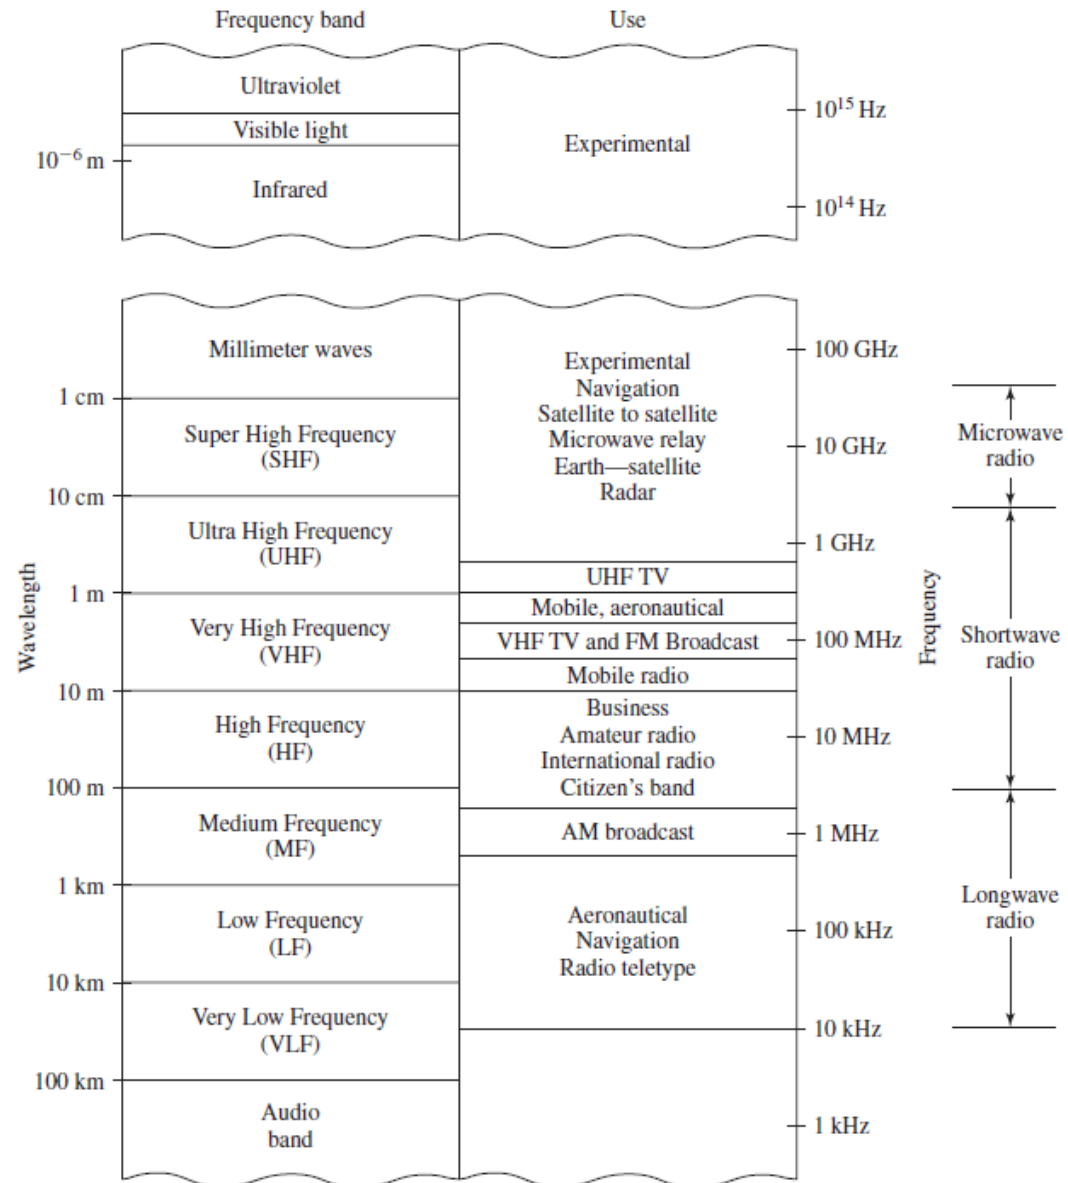 Frequency band
Use
Ultraviolet
Visible light
Infrared
10⁻⁶ m
Experimental
10¹⁵ Hz
10¹⁴ Hz
Millimeter waves
1 cm
Super High Frequency
(SHF)
10 cm
Ultra High Frequency
(UHF)
1 m
Very High Frequency
(VHF)
10 m
High Frequency
(HF)
100 m
Medium Frequency
(MF)
1 km
Low Frequency
(LF)
10 km
Very Low Frequency
(VLF)
100 km
Audio
band
Wavelength
Experimental
Navigation
Satellite to satellite
Microwave relay
Earth—satellite
Radar
UHF TV
Mobile, aeronautical
VHF TV and FM Broadcast
Mobile radio
Business
Amateur radio
International radio
Citizen's band
AM broadcast
Aeronautical
Navigation
Radio teletype
100 GHz
10 GHz
1 GHz
100 MHz
10 MHz
1 MHz
100 kHz
10 kHz
1 kHz
Frequency
Microwave
radio
Shortwave
radio
Longwave
radio